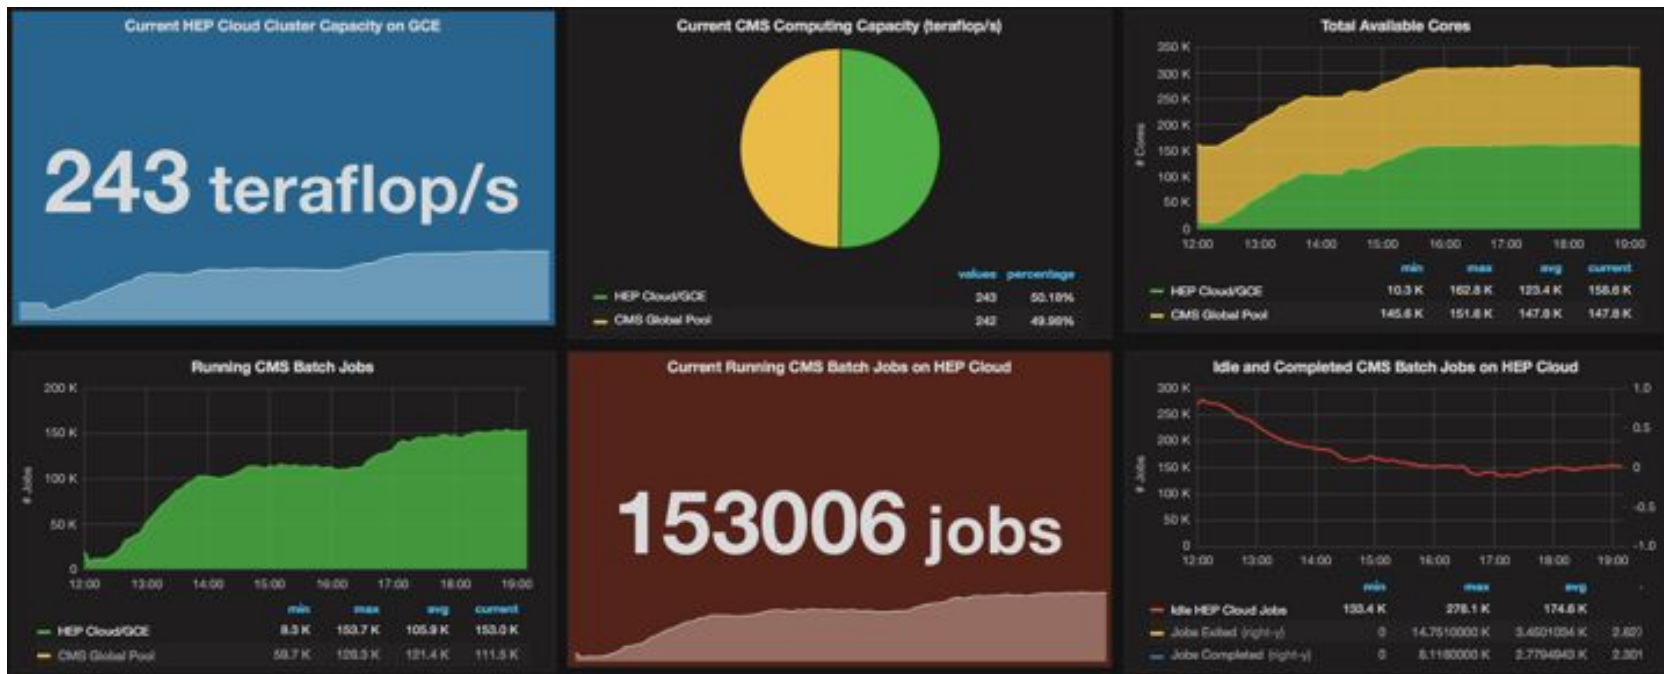 Current HEP Cloud Cluster Capacity on GCE
243 teraflop/s
Current CMS Computing Capacity (teraflop/s)
values percentage
HEP Cloud/GCE 243 50.18%
CMS Global Pool 242 49.98%
Total Available Cores
# Cores
350 K
300 K
250 K
200 K
150 K
100 K
50 K
0
12:00 13:00 14:00 15:00 16:00 17:00 18:00 19:00
min max avg current
HEP Cloud/GCE 10.3 K 162.8 K 123.4 K 158.6 K
CMS Global Pool 145.6 K 151.6 K 147.8 K 147.8 K
Running CMS Batch Jobs
# Jobs
200 K
150 K
100 K
50 K
0
12:00 13:00 14:00 15:00 16:00 17:00 18:00 19:00
min max avg current
HEP Cloud/GCE 8.3 K 153.7 K 105.9 K 153.0 K
CMS Global Pool 121.4 K 111.5 K
Current Running CMS Batch Jobs on HEP Cloud
153006 jobs
Idle and Completed CMS Batch Jobs on HEP Cloud
# Jobs
300 K
250 K
200 K
150 K
100 K
50 K
0
1.0
0.5
0
-0.5
-1.0
12:00 13:00 14:00 15:00 16:00 17:00 18:00 19:00
min max avg
Idle HEP Cloud Jobs 133.4 K 278.1 K 174.6 K
Jobs Exited (right-y) 0 14.7510000 K
Jobs Completed (right-y) 0